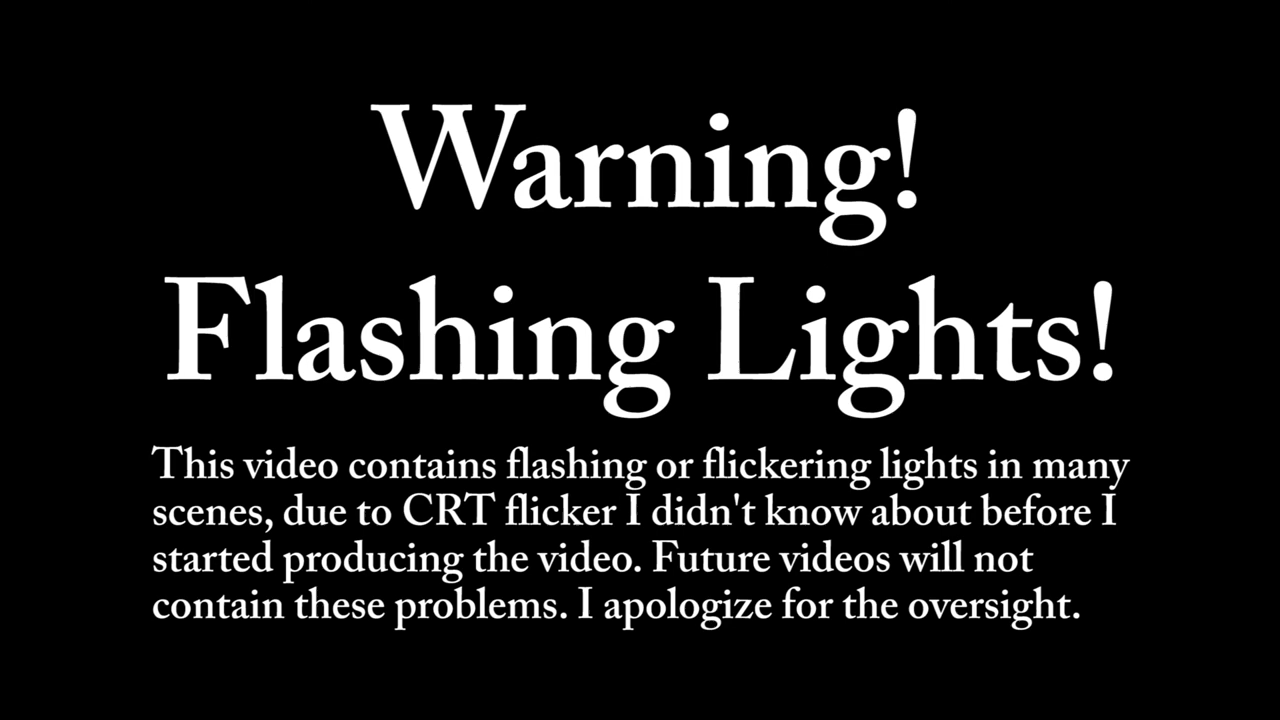 Warning!
Flashing Lights!
This video contains flashing or flickering lights in many
scenes, due to CRT flicker I didn't know about before I
started producing the video. Future videos will not
contain these problems. I apologize for the oversight.